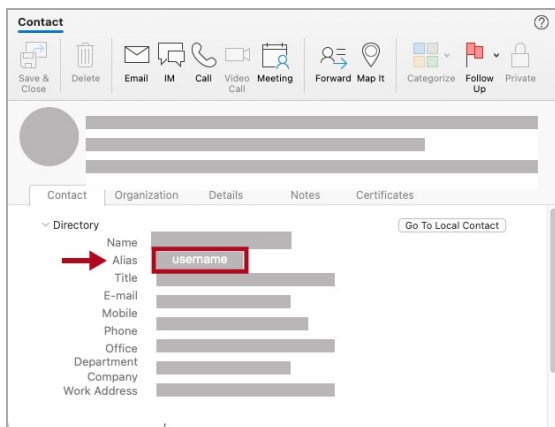 Contact
Save & Close
Delete
Email
IM
Call
Video Call
Meeting
Forward
Map It
Categorize
Follow Up
Private
Contact Organization Details Notes Certificates
Directory
Go To Local Contact
Name
Alias username
Title
E-mail
Mobile
Phone
Office
Department
Company
Work Address